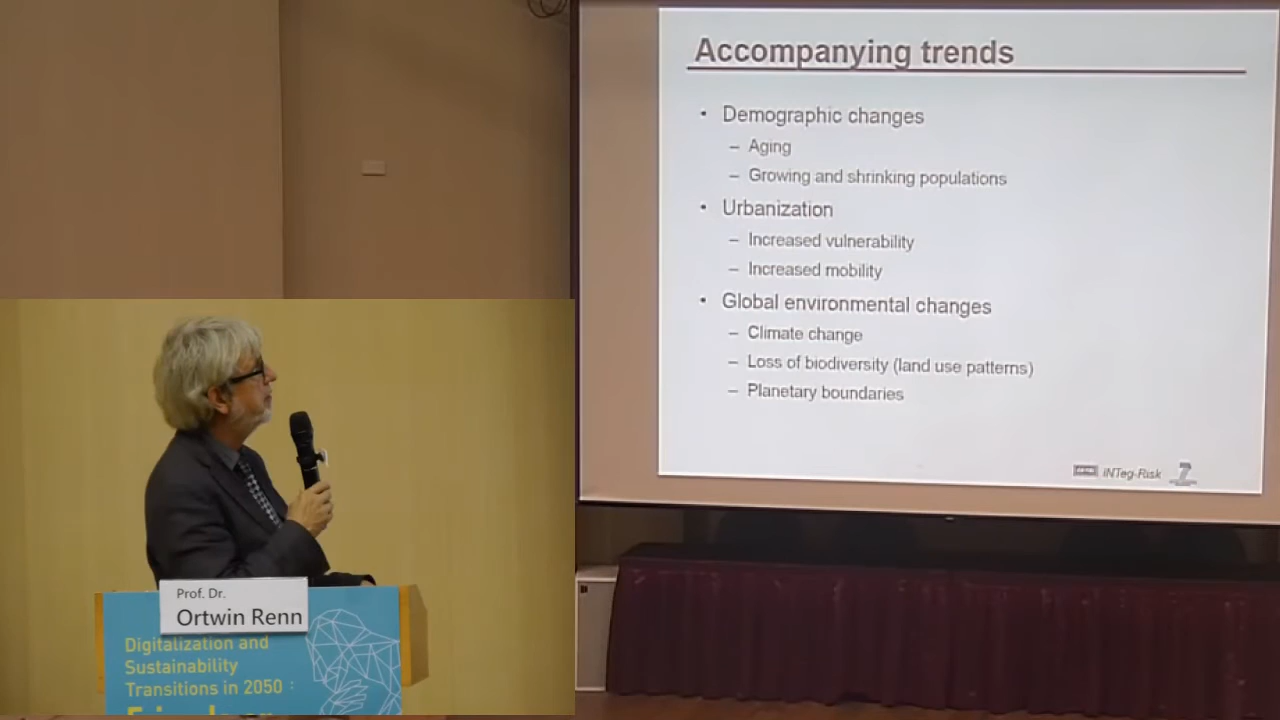 Accompanying trends
• Demographic changes
– Aging
– Growing and shrinking populations
• Urbanization
– Increased vulnerability
– Increased mobility
• Global environmental changes
– Climate change
– Loss of biodiversity (land use patterns)
– Planetary boundaries
iNTeg-Risk
Prof. Dr.
Ortwin Renn
Digitalization and
Sustainability
Transitions in 2050 :